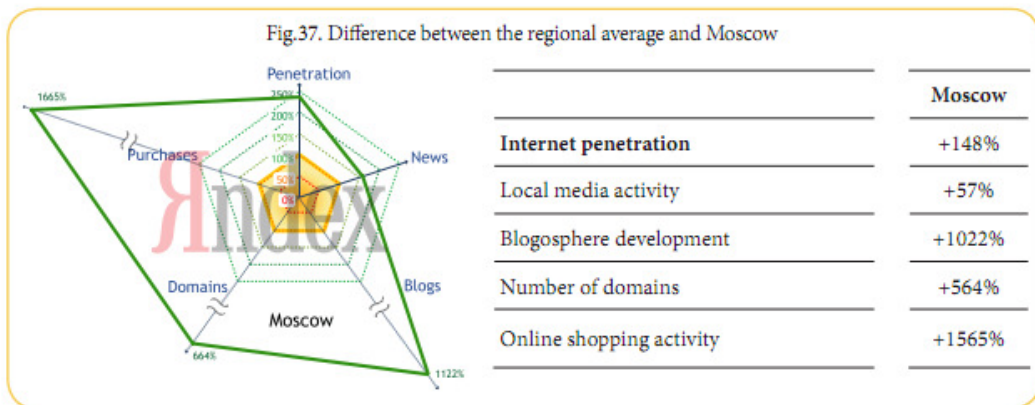 Fig.37. Difference between the regional average and Moscow
Penetration
250%
200%
150%
100%
50%
0%
1665%
Purchases
News
Яndex
Domains
Blogs
Moscow
664%
1122%
Moscow
Internet penetration +148%
Local media activity +57%
Blogosphere development +1022%
Number of domains +564%
Online shopping activity +1565%